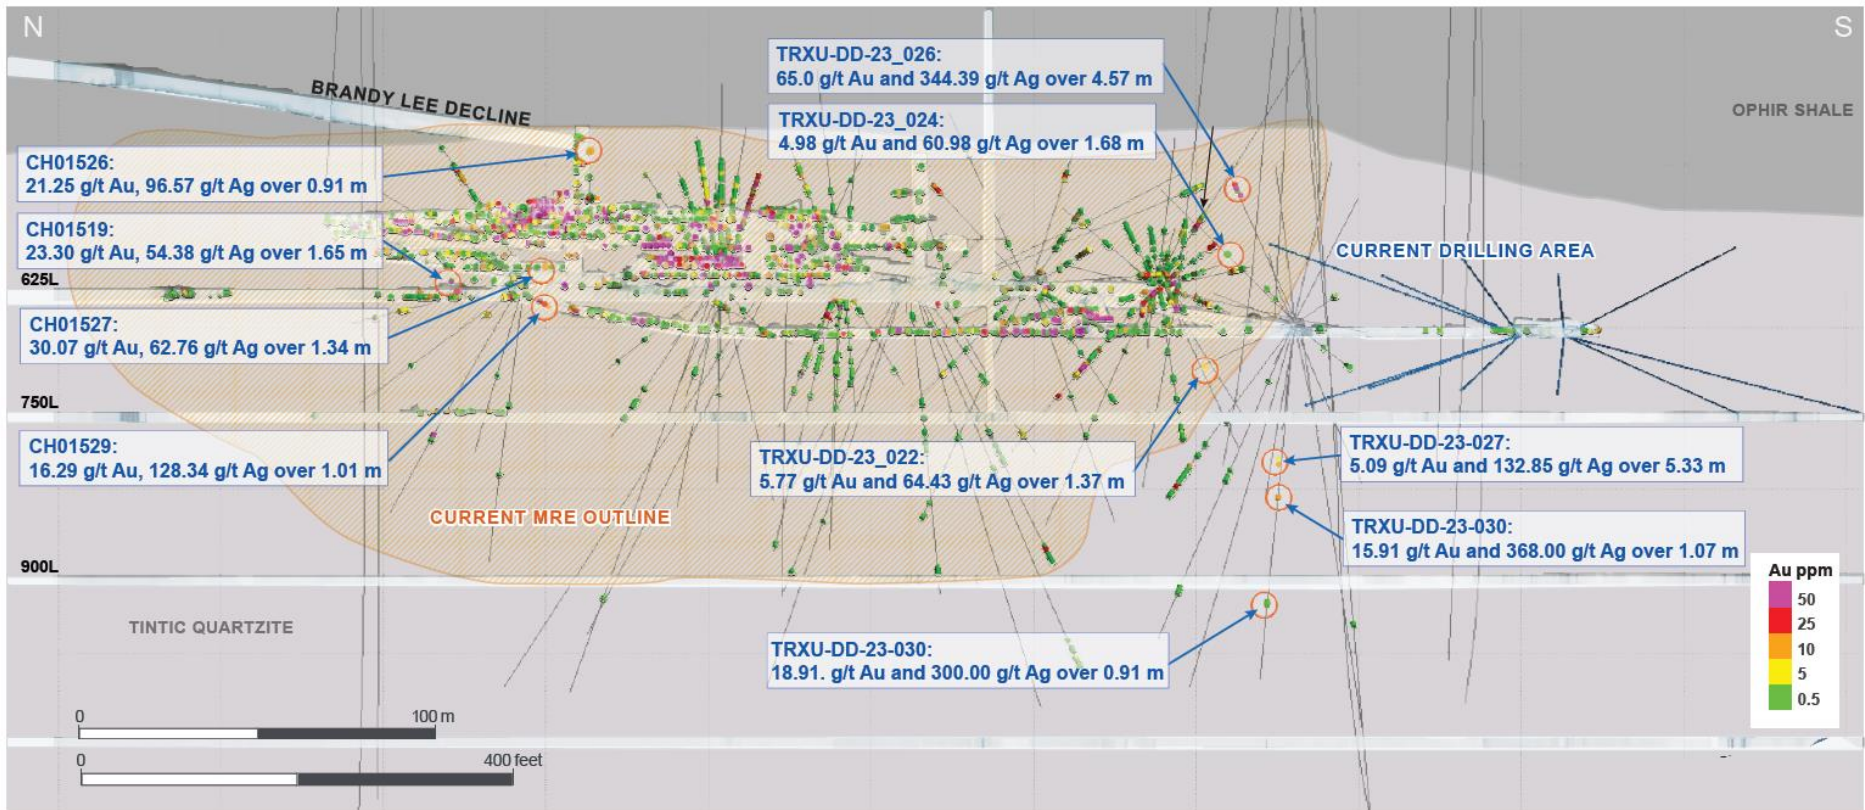 N
S
BRANDY LEE DECLINE
OPHIR SHALE
TRXU-DD-23_026:
65.0 g/t Au and 344.39 g/t Ag over 4.57 m
TRXU-DD-23_024:
4.98 g/t Au and 60.98 g/t Ag over 1.68 m
CH01526:
21.25 g/t Au, 96.57 g/t Ag over 0.91 m
CH01519:
23.30 g/t Au, 54.38 g/t Ag over 1.65 m
CURRENT DRILLING AREA
625L
CH01527:
30.07 g/t Au, 62.76 g/t Ag over 1.34 m
750L
CH01529:
16.29 g/t Au, 128.34 g/t Ag over 1.01 m
TRXU-DD-23_022:
5.77 g/t Au and 64.43 g/t Ag over 1.37 m
TRXU-DD-23-027:
5.09 g/t Au and 132.85 g/t Ag over 5.33 m
CURRENT MRE OUTLINE
TRXU-DD-23-030:
15.91 g/t Au and 368.00 g/t Ag over 1.07 m
900L
TINTIC QUARTZITE
TRXU-DD-23-030:
18.91. g/t Au and 300.00 g/t Ag over 0.91 m
Au ppm
50
25
10
5
0.5
0 100 m
0 400 feet